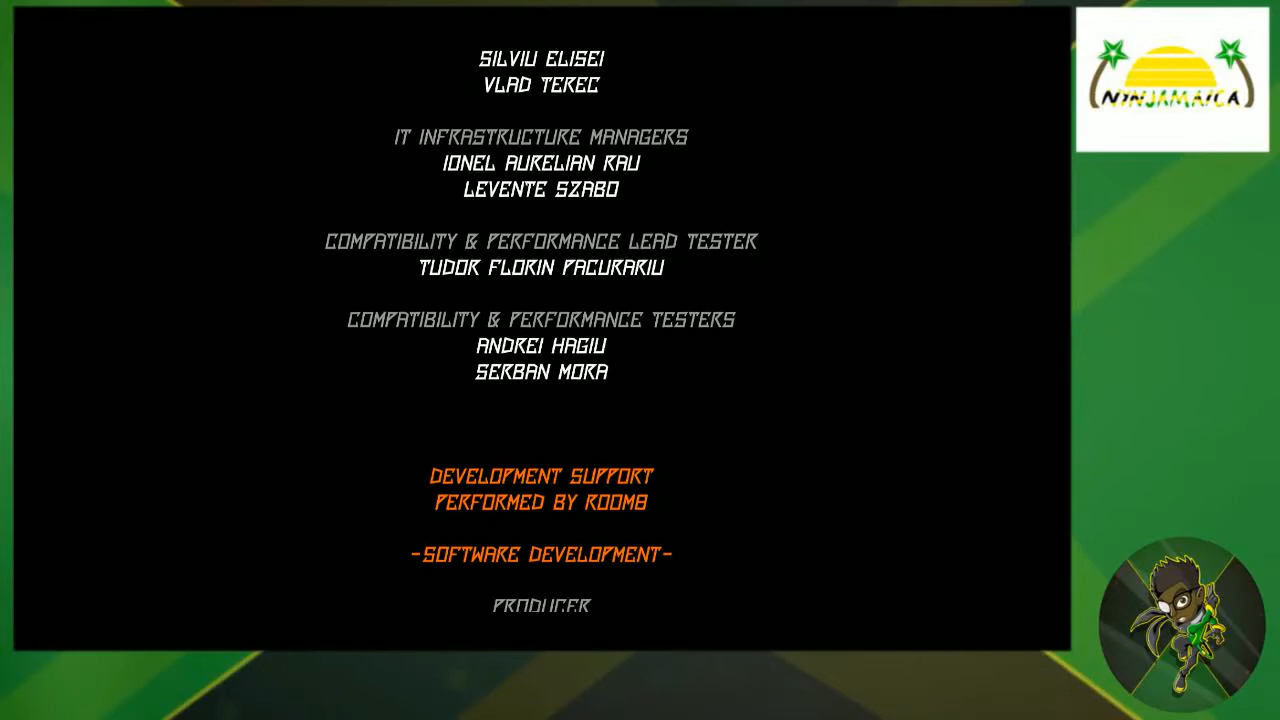 SILVIU ELISEI
VLAD TEREC
IT INFRASTRUCTURE MANAGERS
IONEL AURELIAN RAU
LEVENTE SZABO
COMPATIBILITY & PERFORMANCE LEAD TESTER
TUDOR FLORIN PACURARIU
COMPATIBILITY & PERFORMANCE TESTERS
ANDREI HAGIU
SERBAN MORA
DEVELOPMENT SUPPORT
PERFORMED BY ROOM8
-SOFTWARE DEVELOPMENT-
PRODUCER
NYNJAMAICA